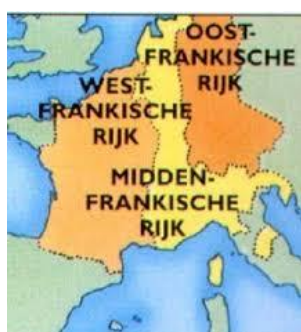 OOST-
FRANKISCHE
RIJK
WEST-
FRANKISCHE
RIJK
MIDDEN-
FRANKISCHE
RIJK